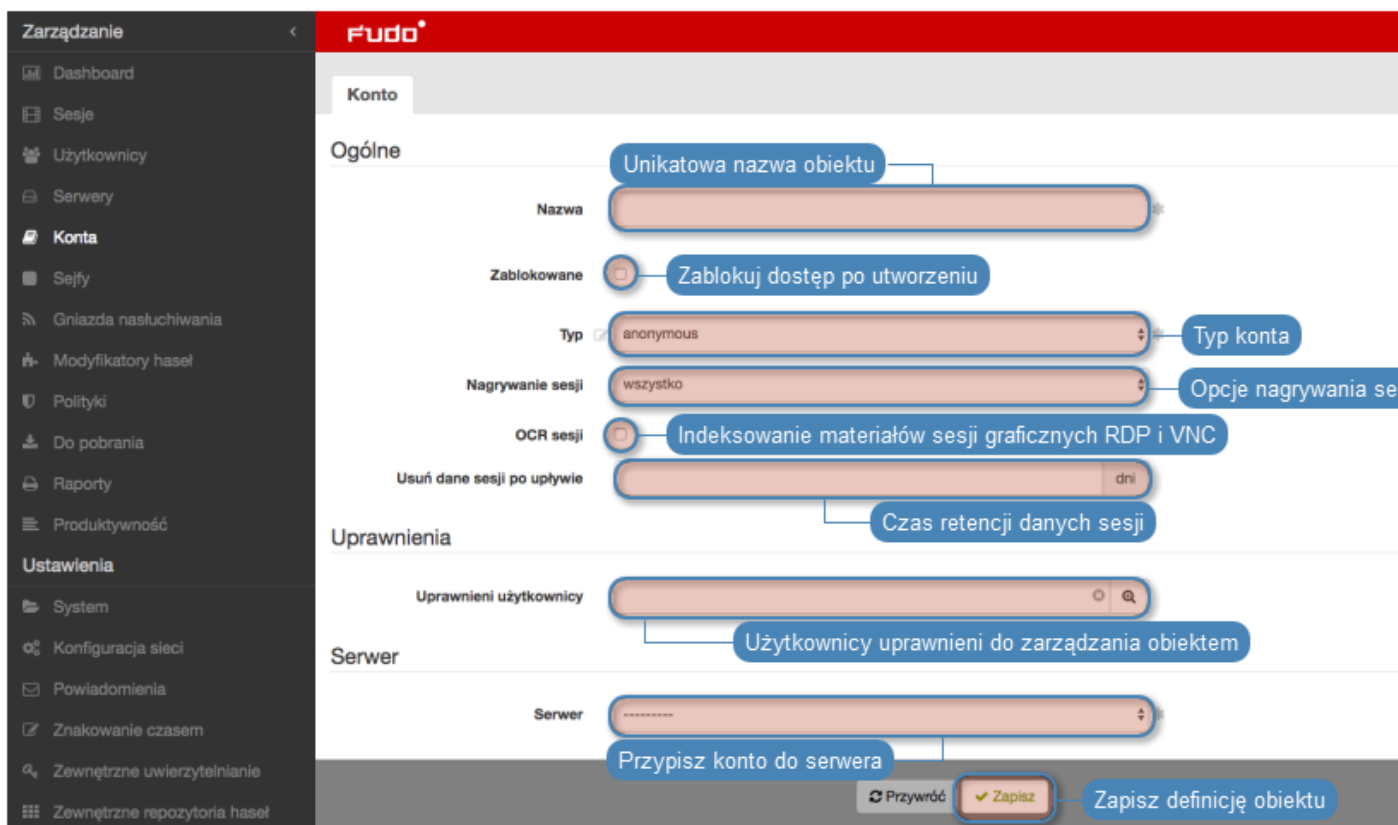 Zarządzanie
Fudo
Dashboard
Sesje
Użytkownicy
Serwery
Konta
Sejfy
Gniazda nasłuchiwania
Modyfikatory haseł
Polityki
Do pobrania
Raporty
Produktywność
Ustawienia
System
Konfiguracja sieci
Powiadomienia
Znakowanie czasem
Zewnętrzne uwierzytelnianie
Zewnętrzne repozytoria haseł
Konto
Ogólne
Unikatowa nazwa obiektu
Nazwa
Zablokowane
Zablokuj dostęp po utworzeniu
Typ
anonymous
Typ konta
Nagrywanie sesji
wszystko
Opcje nagrywania se
OCR sesji
Indeksowanie materiałów sesji graficznych RDP i VNC
Usuń dane sesji po upływie
dni
Czas retencji danych sesji
Uprawnienia
Uprawnieni użytkownicy
Użytkownicy uprawnieni do zarządzania obiektem
Serwer
Serwer
---------
Przypisz konto do serwera
Przywróć
Zapisz
Zapisz definicję obiektu